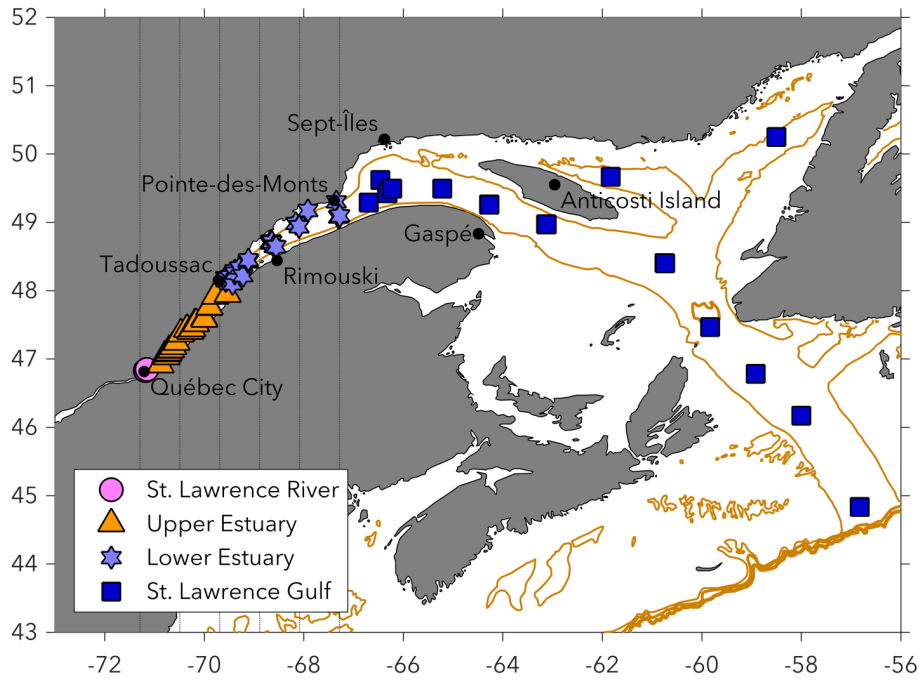 52
51
50
49
48
47
46
45
44
43
Sept-Îles
Pointe-des-Monts
Anticosti Island
Gaspé
Tadoussac
Rimouski
Québec City
St. Lawrence River
Upper Estuary
Lower Estuary
St. Lawrence Gulf
-72 -70 -68 -66 -64 -62 -60 -58 -56